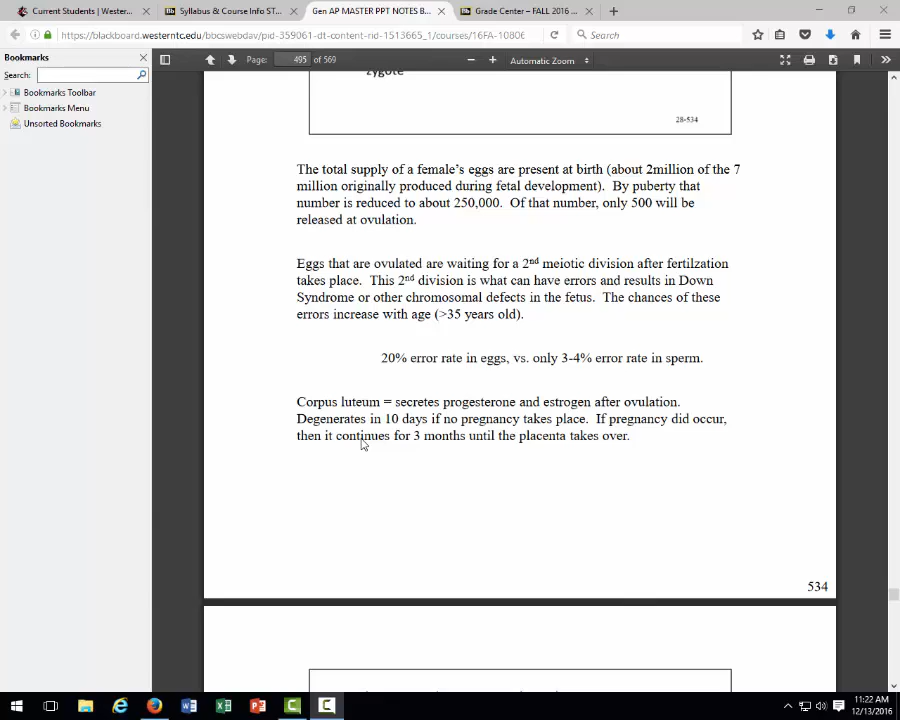 Current Students | Wester...
Syllabus & Course Info ST...
Gen AP MASTER PPT NOTES B...
Grade Center – FALL 2016 ...
https://blackboard.westerntc.edu/bbcswebdav/pid-359061-dt-content-rid-1513665_1/courses/16FA-10806
Search
Bookmarks
Page: 495 of 569
Automatic Zoom
Search:
Bookmarks Toolbar
Bookmarks Menu
Unsorted Bookmarks
zygote
28-534
The total supply of a female's eggs are present at birth (about 2million of the 7
million originally produced during fetal development). By puberty that
number is reduced to about 250,000. Of that number, only 500 will be
released at ovulation.
Eggs that are ovulated are waiting for a 2nd meiotic division after fertilzation
takes place. This 2nd division is what can have errors and results in Down
Syndrome or other chromosomal defects in the fetus. The chances of these
errors increase with age (>35 years old).
20% error rate in eggs, vs. only 3-4% error rate in sperm.
Corpus luteum = secretes progesterone and estrogen after ovulation.
Degenerates in 10 days if no pregnancy takes place. If pregnancy did occur,
then it continues for 3 months until the placenta takes over.
534
11:22 AM
12/13/2016